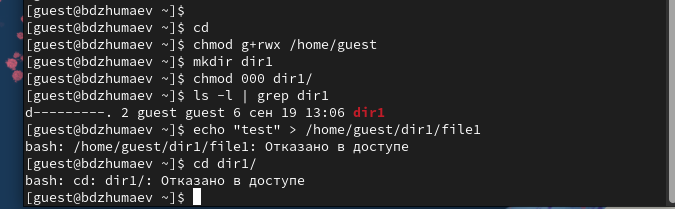 [guest@bdzhumaev ~]$
[guest@bdzhumaev ~]$ cd
[guest@bdzhumaev ~]$ chmod g+rwx /home/guest
[guest@bdzhumaev ~]$ mkdir dir1
[guest@bdzhumaev ~]$ chmod 000 dir1/
[guest@bdzhumaev ~]$ ls -l | grep dir1
d---------. 2 guest guest 6 сен 19 13:06 dir1
[guest@bdzhumaev ~]$ echo "test" > /home/guest/dir1/file1
bash: /home/guest/dir1/file1: Отказано в доступе
[guest@bdzhumaev ~]$ cd dir1/
bash: cd: dir1/: Отказано в доступе
[guest@bdzhumaev ~]$